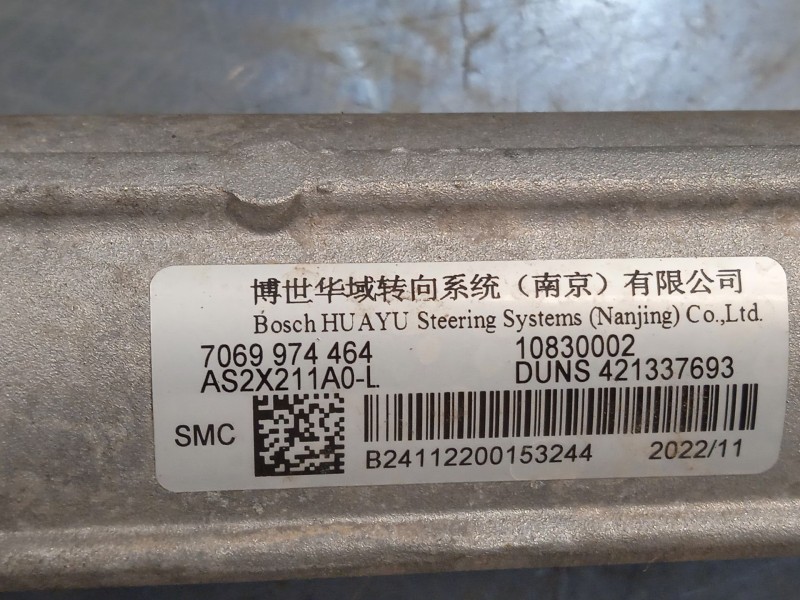 博世华域转向系统（南京）有限公司
Bosch HUAYU Steering Systems (Nanjing) Co.,Ltd.
7069 974 464 10830002
AS2X211A0-L DUNS 421337693
SMC
B24112200153244 2022/11